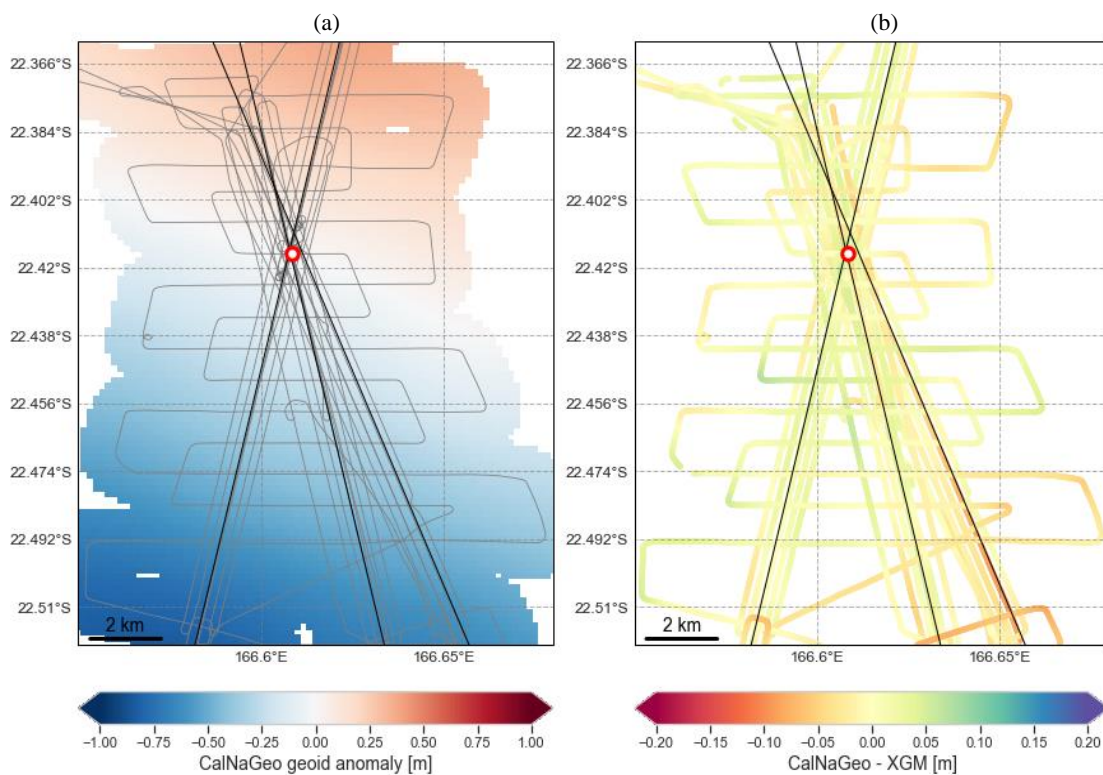 (a)
(b)
22.366°S
22.384°S
22.402°S
22.42°S
22.438°S
22.456°S
22.474°S
22.492°S
22.51°S
2 km
166.6°E
166.65°E
22.366°S
22.384°S
22.402°S
22.42°S
22.438°S
22.456°S
22.474°S
22.492°S
22.51°S
2 km
166.6°E
166.65°E
−1.00
−0.75
−0.50
−0.25
0.00
0.25
0.50
0.75
1.00
CalNaGeo geoid anomaly [m]
−0.20
−0.15
−0.10
−0.05
0.00
0.05
0.10
0.15
0.20
CalNaGeo - XGM [m]